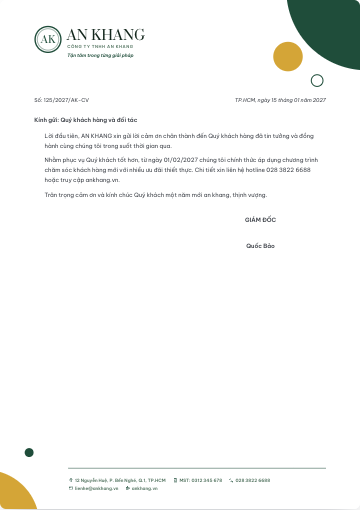 AK
AN KHANG
CÔNG TY TNHH AN KHANG
Tận tâm trong từng giải pháp
Số: 125/2027/AK-CV
TP.HCM, ngày 15 tháng 01 năm 2027
Kính gửi: Quý khách hàng và đối tác
Lời đầu tiên, AN KHANG xin gửi lời cảm ơn chân thành đến Quý khách hàng đã tin tưởng và đồng
hành cùng chúng tôi trong suốt thời gian qua.
Nhằm phục vụ Quý khách tốt hơn, từ ngày 01/02/2027 chúng tôi chính thức áp dụng chương trình
chăm sóc khách hàng mới với nhiều ưu đãi thiết thực. Chi tiết xin liên hệ hotline 028 3822 6688
hoặc truy cập ankhang.vn.
Trân trọng cảm ơn và kính chúc Quý khách một năm mới an khang, thịnh vượng.
GIÁM ĐỐC
Quốc Bảo
12 Nguyễn Huệ, P. Bến Nghé, Q.1, TP.HCM MST: 0312 345 678 028 3822 6688
lienhe@ankhang.vn ankhang.vn